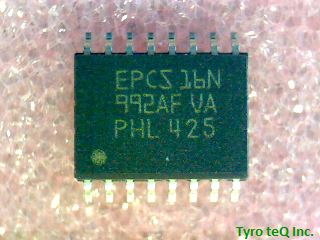 EPCS16N
992AF VA
PHL 425
Tyro teQ Inc.